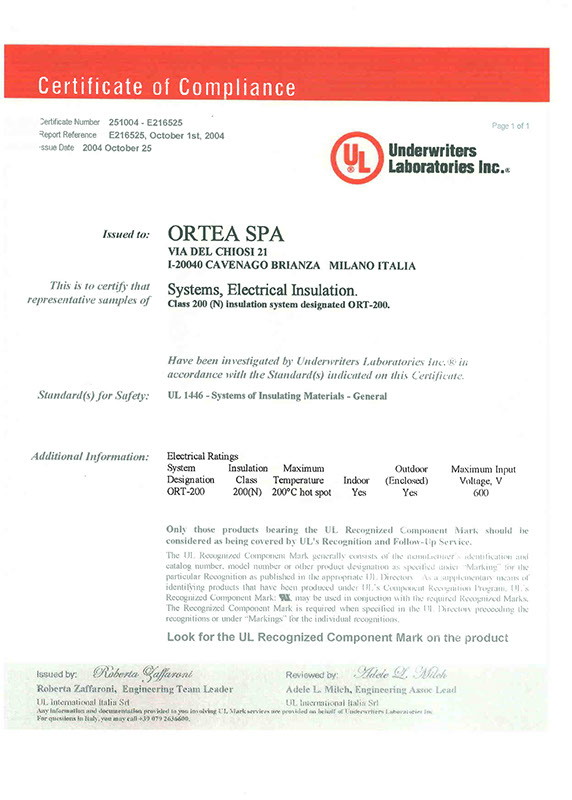 Certificate of Compliance
Certificate Number 251004 - E216525
Report Reference E216525, October 1st, 2004
Issue Date 2004 October 25
Page 1 of 1
UL ®
Underwriters
Laboratories Inc.®
Issued to: ORTEA SPA
VIA DEL CHIOSI 21
I-20040 CAVENAGO BRIANZA MILANO ITALIA
This is to certify that
representative samples of
Systems, Electrical Insulation.
Class 200 (N) insulation system designated ORT-200.
Have been investigated by Underwriters Laboratories Inc.® in
accordance with the Standard(s) indicated on this Certificate.
Standard(s) for Safety: UL 1446 - Systems of Insulating Materials - General
Additional Information: Electrical Ratings
System Insulation Maximum Outdoor Maximum Input
Designation Class Temperature Indoor (Enclosed) Voltage, V
ORT-200 200(N) 200°C hot spot Yes Yes 600
Only those products bearing the UL Recognized Component Mark should be
considered as being covered by UL's Recognition and Follow-Up Service.
The UL Recognized Component Mark generally consists of the manufacturer's identification and
catalog number, model number or other product designation as specified under "Marking" for the
particular Recognition as published in the appropriate UL Directory. As a supplementary means of
identifying products that have been produced under UL's Component Recognition Program, UL's
Recognized Component Mark: may be used in conjuction with the required Recognized Marks.
The Recognized Component Mark is required when specified in the UL Directory preceeding the
recognitions or under "Markings" for the individual recognitions.
Look for the UL Recognized Component Mark on the product
Issued by: Roberta Zaffaroni
Roberta Zaffaroni, Engineering Team Leader
UL International Italia Srl
Reviewed by: Adele L. Milch
Adele L. Milch, Engineering Assoc Lead
UL International Italia Srl
Any information and documentation provided to you involving UL Mark services are provided on behalf of Underwriters Laboratories Inc.
For questions in Italy, you may call +39 079 2636600.